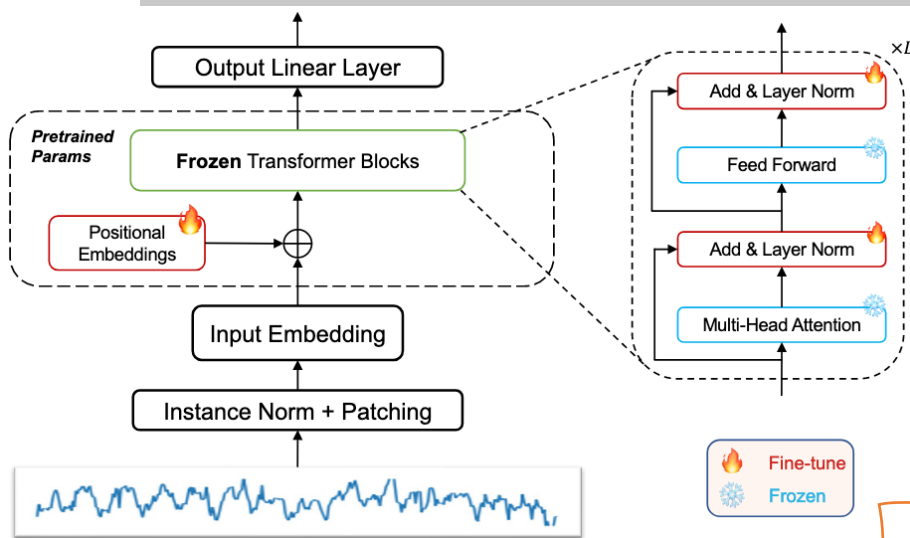 Output Linear Layer
Pretrained
Params
Frozen Transformer Blocks
Positional
Embeddings
Input Embedding
Instance Norm + Patching
×L
Add & Layer Norm
Feed Forward
Add & Layer Norm
Multi-Head Attention
Fine-tune
Frozen